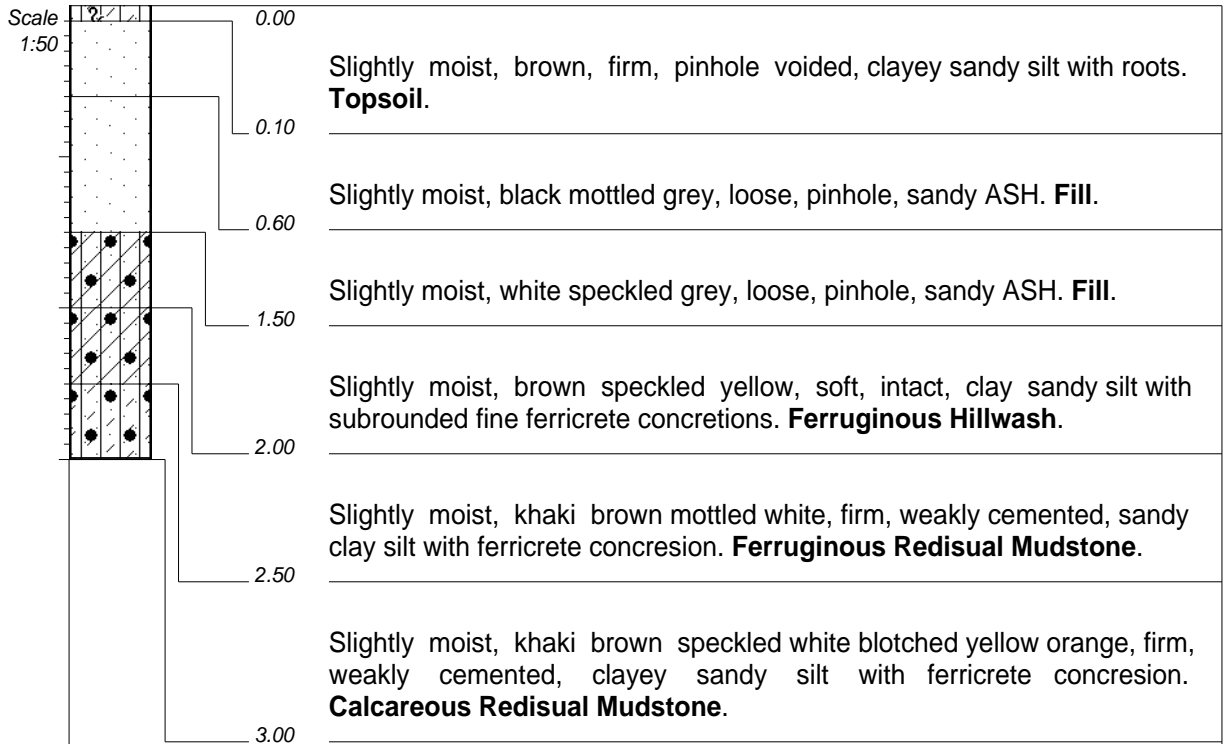 Scale
1:50
0.00
Slightly moist, brown, firm, pinhole voided, clayey sandy silt with roots.
Topsoil.
0.10
Slightly moist, black mottled grey, loose, pinhole, sandy ASH. Fill.
0.60
Slightly moist, white speckled grey, loose, pinhole, sandy ASH. Fill.
1.50
Slightly moist, brown speckled yellow, soft, intact, clay sandy silt with
subrounded fine ferricrete concretions. Ferruginous Hillwash.
2.00
Slightly moist, khaki brown mottled white, firm, weakly cemented, sandy
clay silt with ferricrete concresion. Ferruginous Redisual Mudstone.
2.50
Slightly moist, khaki brown speckled white blotched yellow orange, firm,
weakly cemented, clayey sandy silt with ferricrete concresion.
Calcareous Redisual Mudstone.
3.00